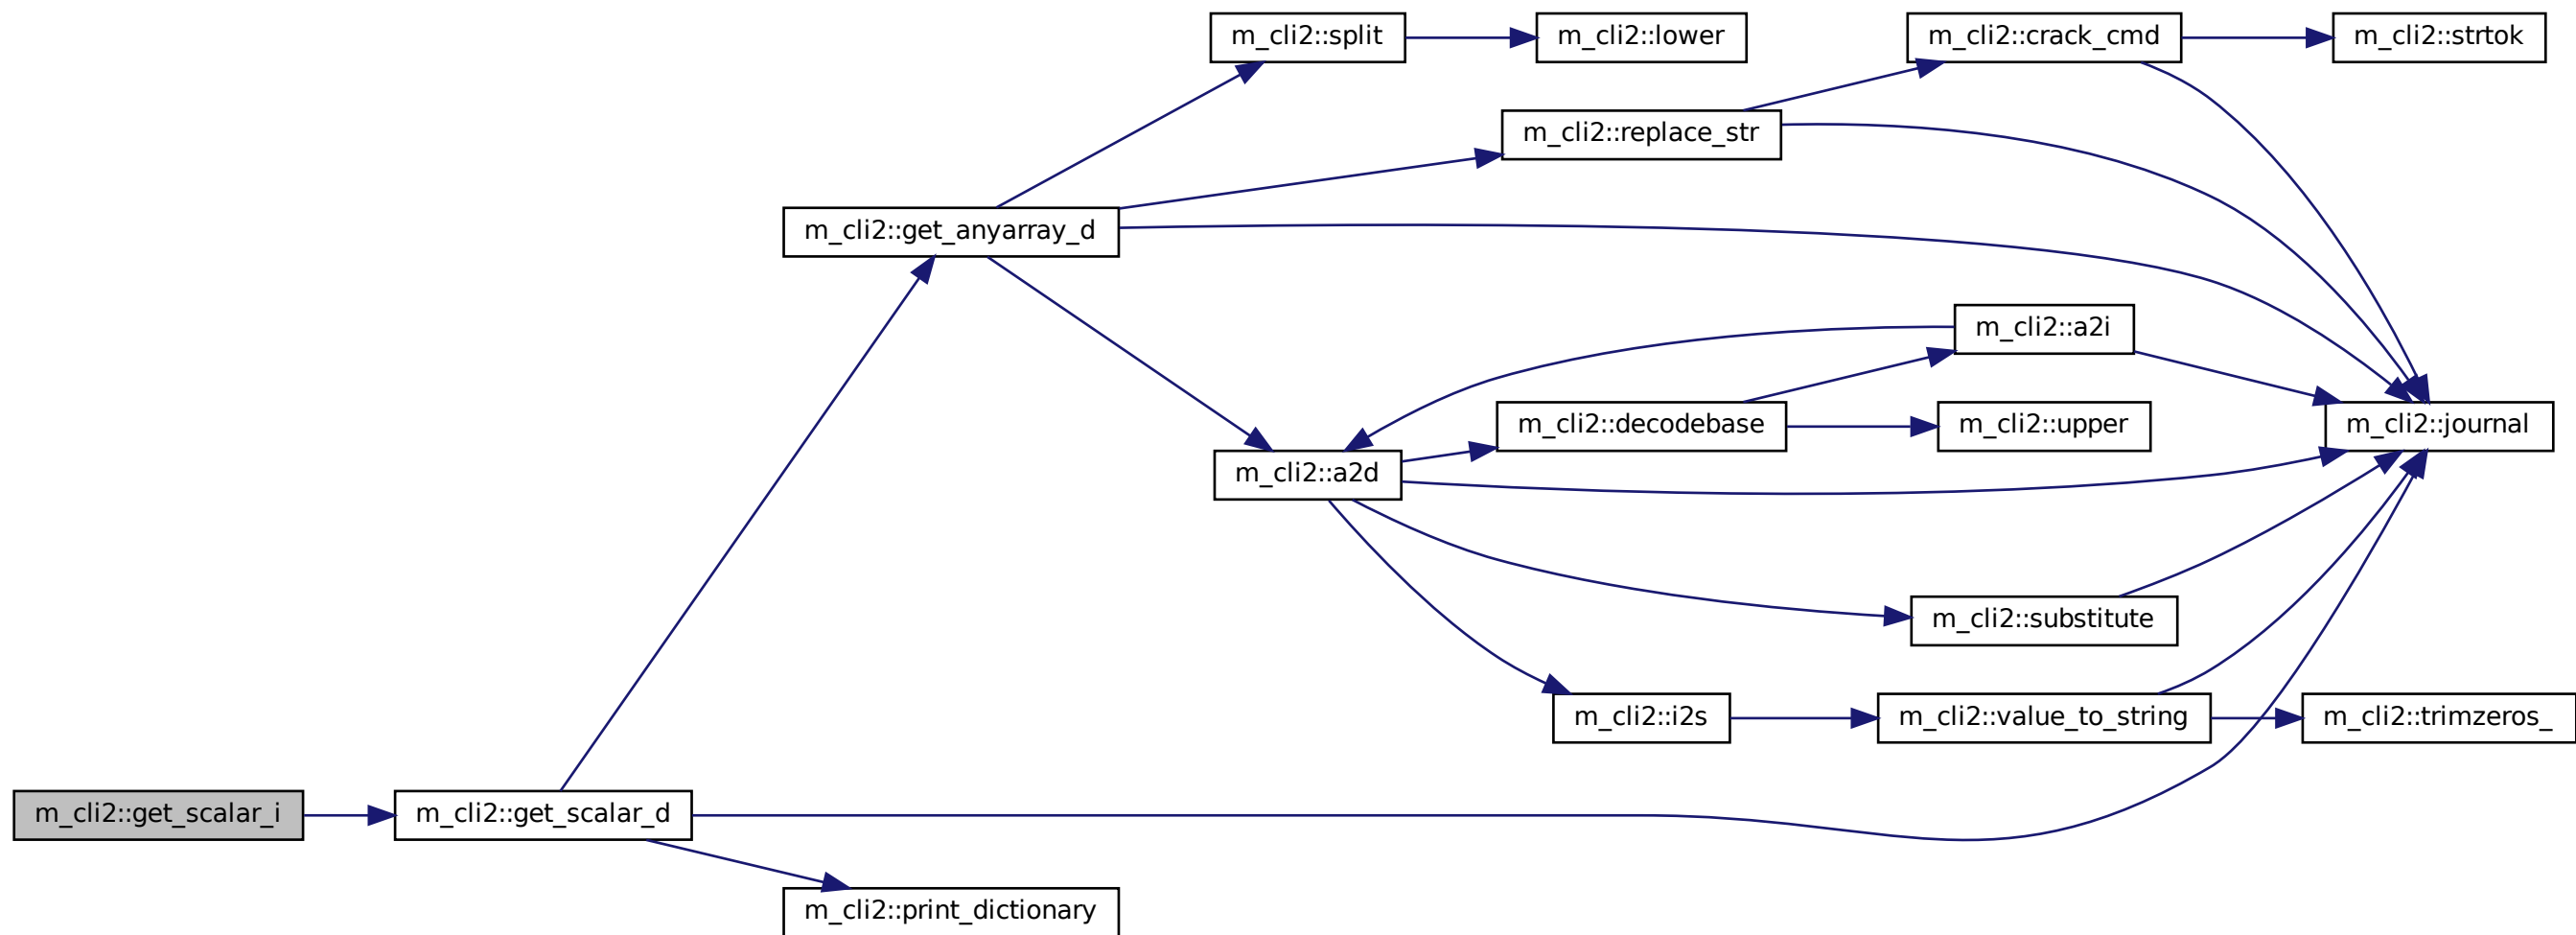 m_cli2::split
m_cli2::lower
m_cli2::crack_cmd
m_cli2::strtok
m_cli2::replace_str
m_cli2::get_anyarray_d
m_cli2::a2i
m_cli2::decodebase
m_cli2::upper
m_cli2::journal
m_cli2::a2d
m_cli2::substitute
m_cli2::i2s
m_cli2::value_to_string
m_cli2::trimzeros_
m_cli2::get_scalar_i
m_cli2::get_scalar_d
m_cli2::print_dictionary